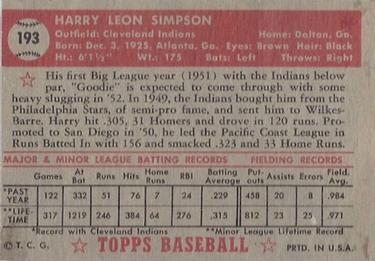 193
HARRY LEON SIMPSON
Outfield: Cleveland Indians Home: Dalton, Ga.
Born: Dec. 3, 1925, Atlanta, Ga. Eyes: Brown Hair: Black
Ht.: 6'1½" Wt.: 175 Bats: Left Throws: Right
His first Big League year (1951) with the Indians below
par, "Goodie" is expected to come through with some
heavy slugging in '52. In 1949, the Indians bought him from the
Philadelphia Stars, of semi-pro fame, and sent him to Wilkes-
Barre. Harry hit .305, 31 Homers and drove in 120 runs. Pro-
moted to San Diego in '50, he led the Pacific Coast League in
Runs Batted In with 156 and smacked .323 and 33 Home Runs.
MAJOR & MINOR LEAGUE BATTING RECORDS FIELDING RECORDS
Games At Bat Runs Hits Home Runs RBI Batting Average Put-outs Assists Errors Field. Avg.
*PAST YEAR 122 332 51 76 7 24 .229 458 20 8 .984
**LIFE-TIME 317 1219 246 384 64 276 .315 812 23 25 .971
*Record with Cleveland Indians **Minor League Lifetime Record
© T. C. G. TOPPS BASEBALL PRTD. IN U.S.A.